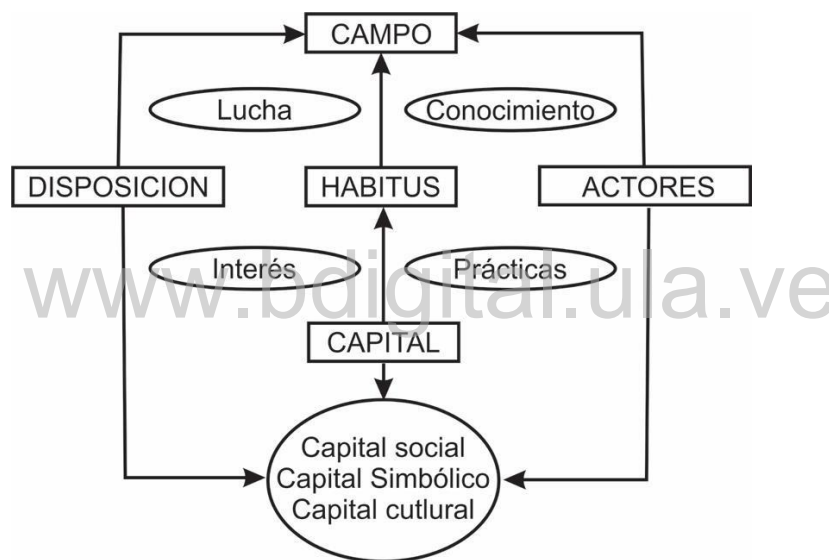 CAMPO
Lucha
Conocimiento
DISPOSICION
HABITUS
ACTORES
Interés
Prácticas
www.bdigital.ula.ve
CAPITAL
Capital social
Capital Simbólico
Capital cutlural